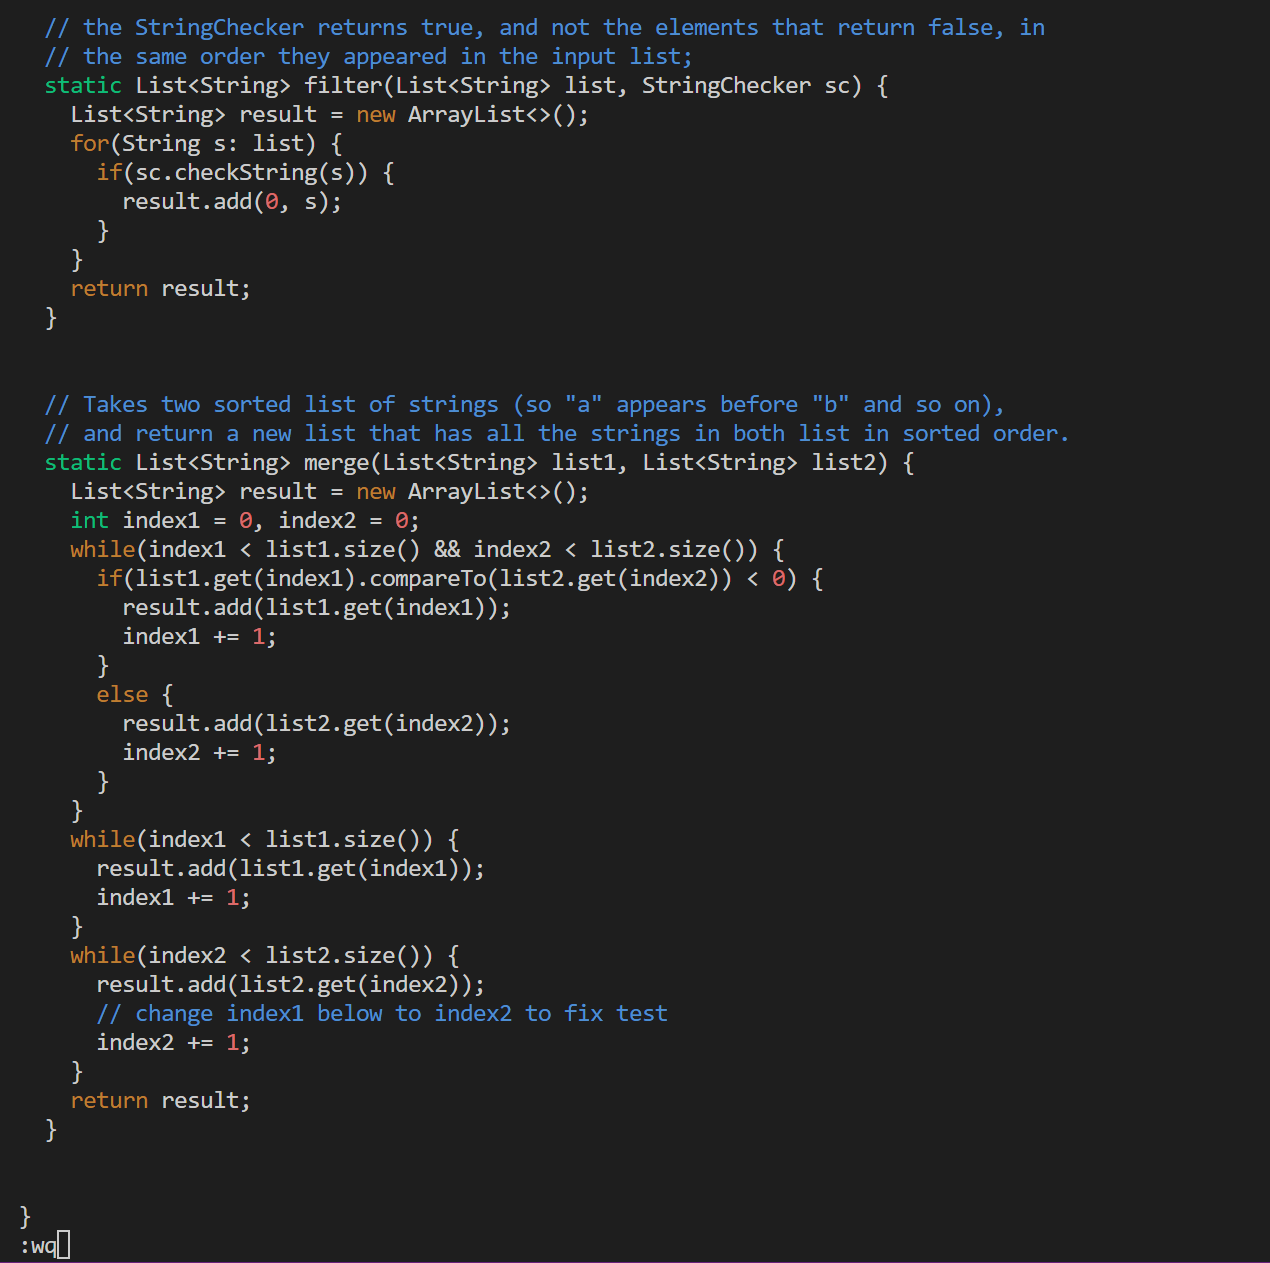 // the StringChecker returns true, and not the elements that return false, in
// the same order they appeared in the input list;
static List<String> filter(List<String> list, StringChecker sc) {
List<String> result = new ArrayList<>();
for(String s: list) {
if(sc.checkString(s)) {
result.add(0, s);
}
}
return result;
}
// Takes two sorted list of strings (so "a" appears before "b" and so on),
// and return a new list that has all the strings in both list in sorted order.
static List<String> merge(List<String> list1, List<String> list2) {
List<String> result = new ArrayList<>();
int index1 = 0, index2 = 0;
while(index1 < list1.size() && index2 < list2.size()) {
if(list1.get(index1).compareTo(list2.get(index2)) < 0) {
result.add(list1.get(index1));
index1 += 1;
}
else {
result.add(list2.get(index2));
index2 += 1;
}
}
while(index1 < list1.size()) {
result.add(list1.get(index1));
index1 += 1;
}
while(index2 < list2.size()) {
result.add(list2.get(index2));
// change index1 below to index2 to fix test
index2 += 1;
}
return result;
}
}
:wq